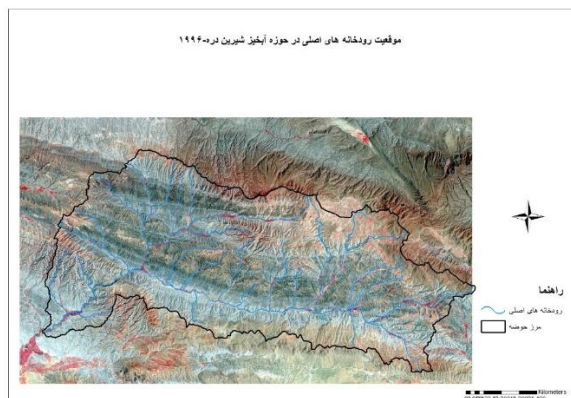 موقعیت رودخانه های اصلی در حوزه آبخیز شیرین دره-۱۹۹۶
راهنما
رودخانه های اصلی
مرز حوضه
Kilometers